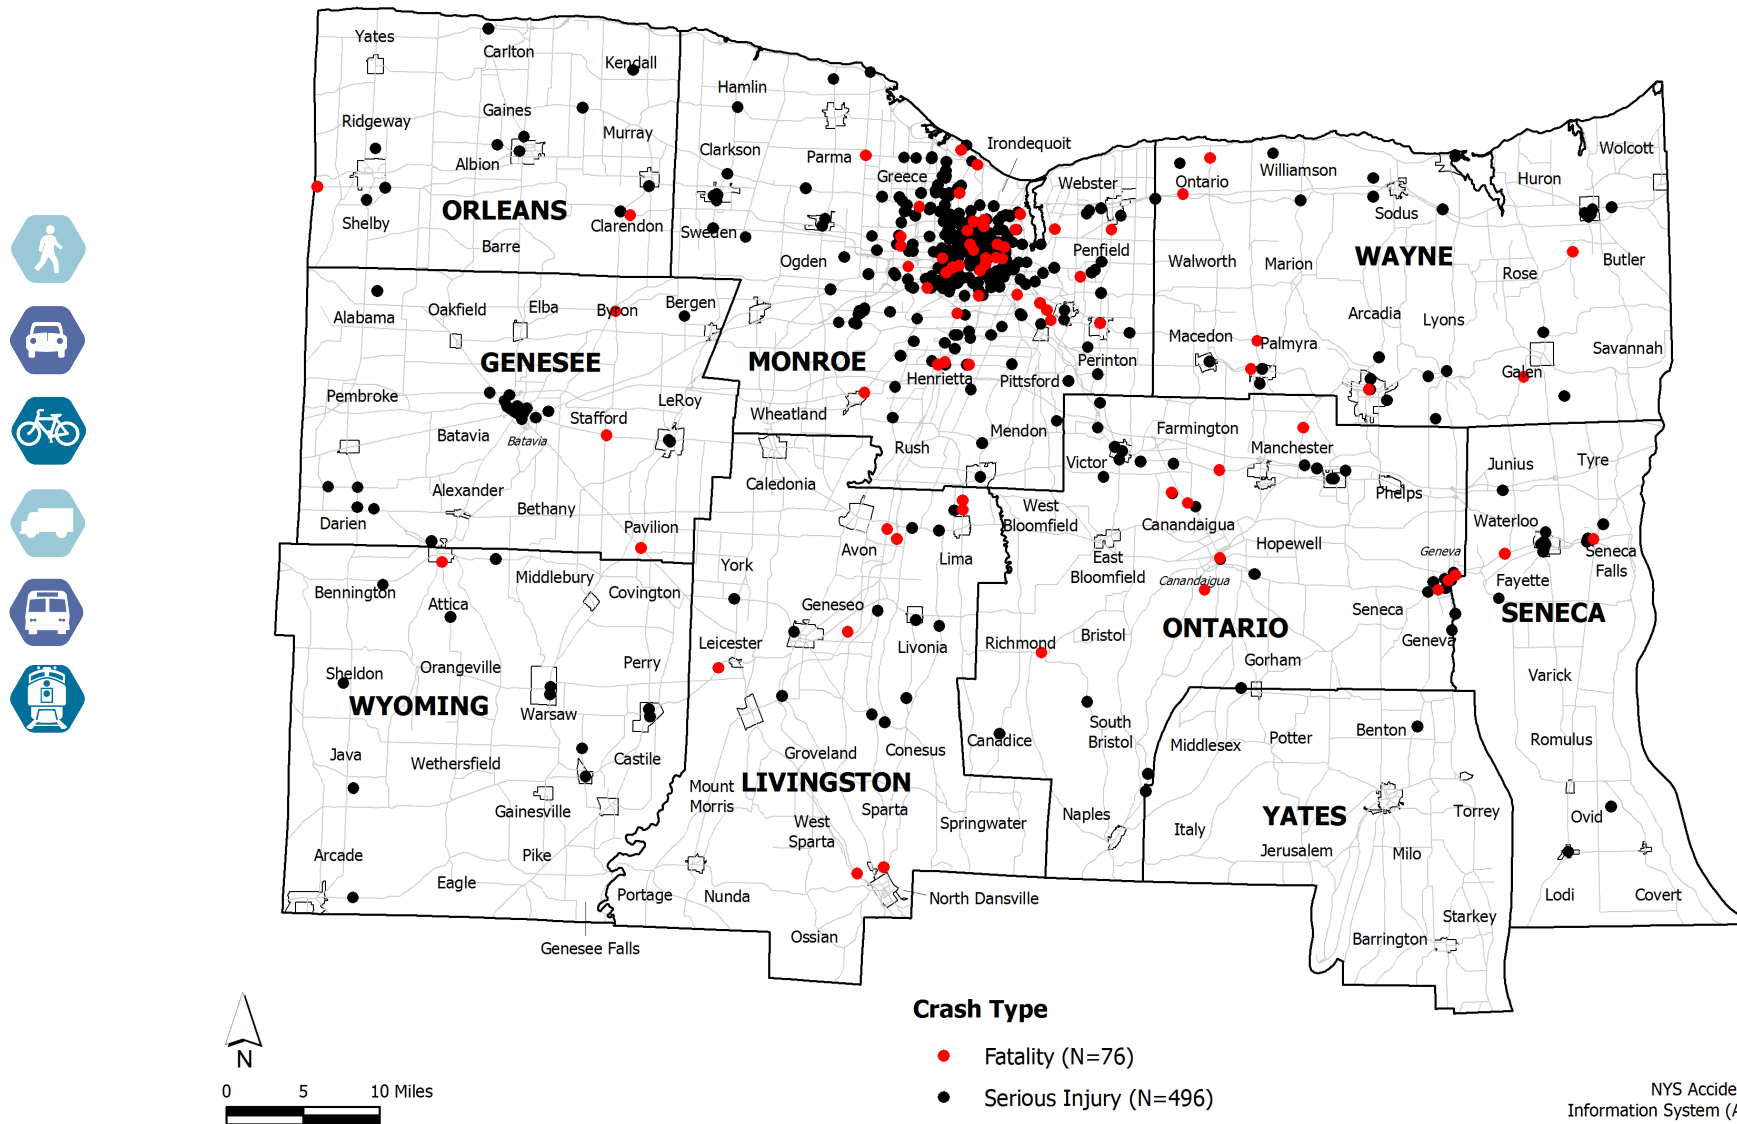 Yates
Carlton
Kendall
Hamlin
Gaines
Ridgeway
Murray
Albion
Clarkson
Parma
Irondequoit
Greece
Webster
Ontario
Williamson
Wolcott
Huron
Shelby
ORLEANS
Clarendon
Barre
Sweden
Sodus
Ogden
Penfield
Walworth
Marion
WAYNE
Rose
Butler
Alabama
Oakfield
Elba
Byron
Bergen
Arcadia
Lyons
GENESEE
MONROE
Macedon
Palmyra
Savannah
Perinton
Henrietta
Pittsford
Galen
Pembroke
LeRoy
Stafford
Wheatland
Batavia
Batavia
Rush
Mendon
Farmington
Manchester
Victor
Junius
Tyre
Caledonia
Alexander
Bethany
Phelps
Darien
Pavilion
Avon
Lima
West
Bloomfield
Canandaigua
Waterloo
Hopewell
Geneva
Seneca
Falls
East
Bloomfield
Canandaigua
Fayette
Bennington
Middlebury
Covington
York
Attica
Geneseo
Seneca
SENECA
ONTARIO
Leicester
Livonia
Richmond
Bristol
Geneva
Gorham
Sheldon
Orangeville
Perry
Varick
WYOMING
Warsaw
South
Bristol
Canadice
Middlesex
Potter
Benton
Romulus
Java
Wethersfield
Castile
Groveland
Conesus
Mount
Morris
LIVINGSTON
Gainesville
West
Sparta
Sparta
Springwater
Naples
YATES
Torrey
Ovid
Italy
Jerusalem
Milo
Arcade
Pike
Eagle
Portage
Nunda
North Dansville
Lodi
Covert
Starkey
Barrington
Ossian
Genesee Falls
N
0 5 10 Miles
Crash Type
Fatality (N=76)
Serious Injury (N=496)
NYS Accide
Information System (A